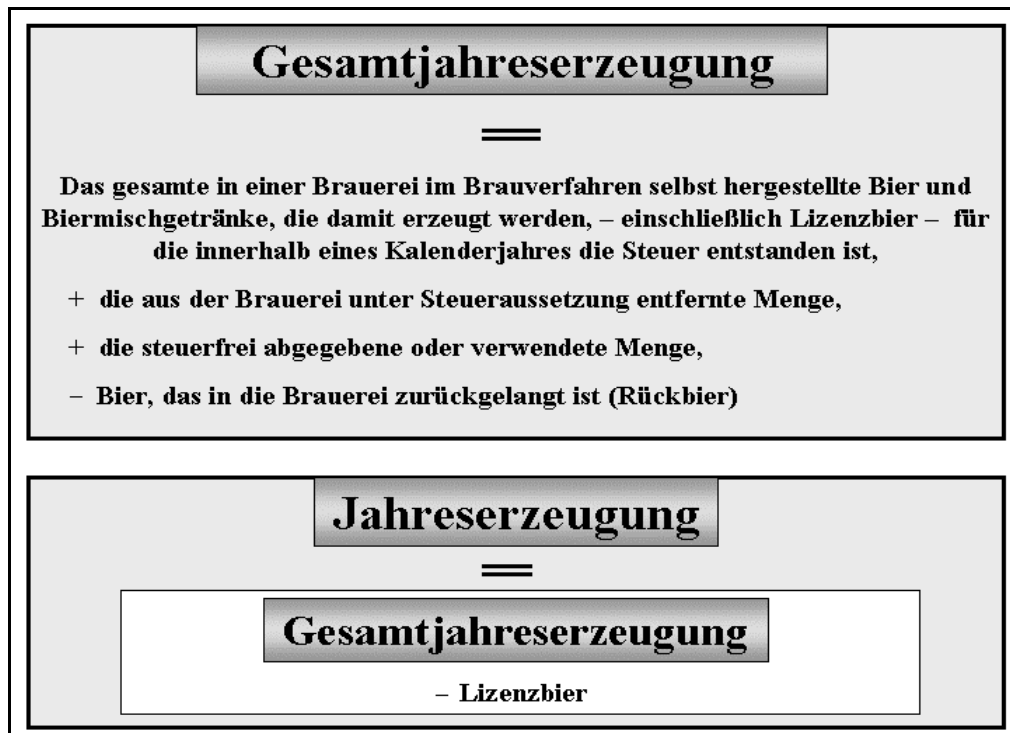 Gesamtjahreserzeugung
=
Das gesamte in einer Brauerei im Brauverfahren selbst hergestellte Bier und
Biermischgetränke, die damit erzeugt werden, – einschließlich Lizenzbier – für
die innerhalb eines Kalenderjahres die Steuer entstanden ist,
+ die aus der Brauerei unter Steueraussetzung entfernte Menge,
+ die steuerfrei abgegebene oder verwendete Menge,
– Bier, das in die Brauerei zurückgelangt ist (Rückbier)
Jahreserzeugung
=
Gesamtjahreserzeugung
– Lizenzbier